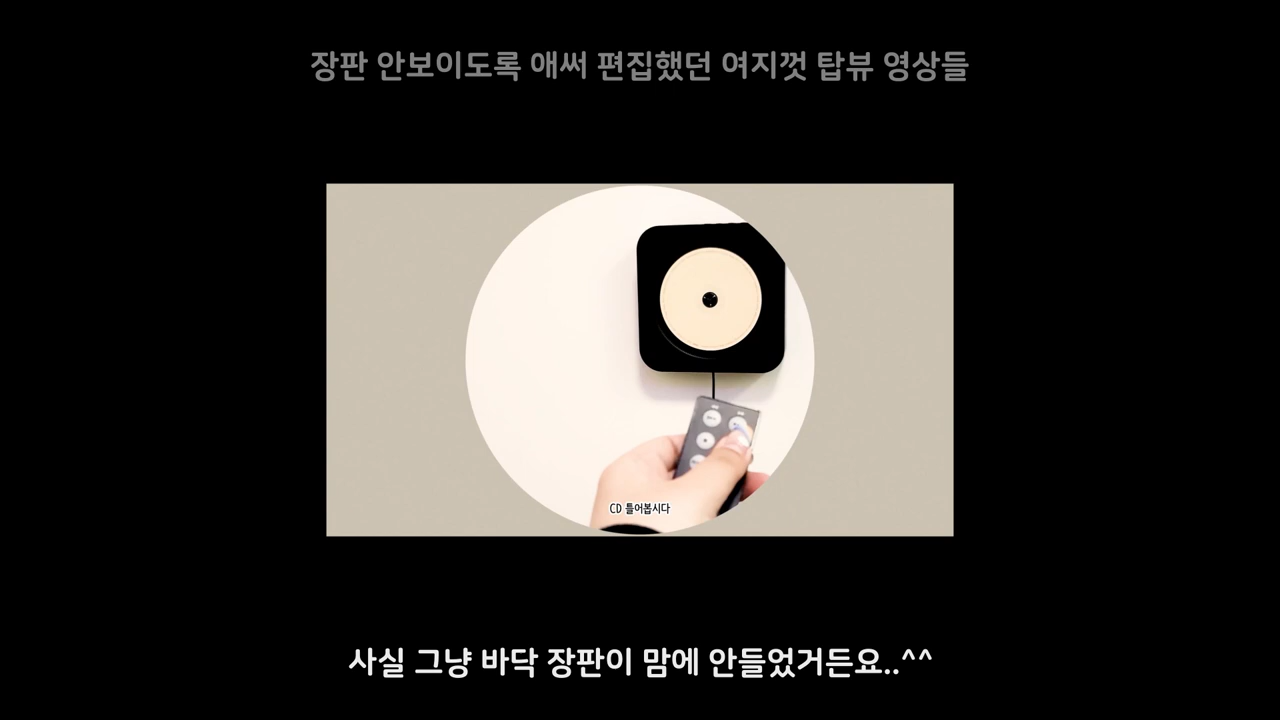 장판 안보이도록 애써 편집했던 여지껏 탑뷰 영상들
CD 틀어봅시다
사실 그냥 바닥 장판이 맘에 안들었거든요..^^